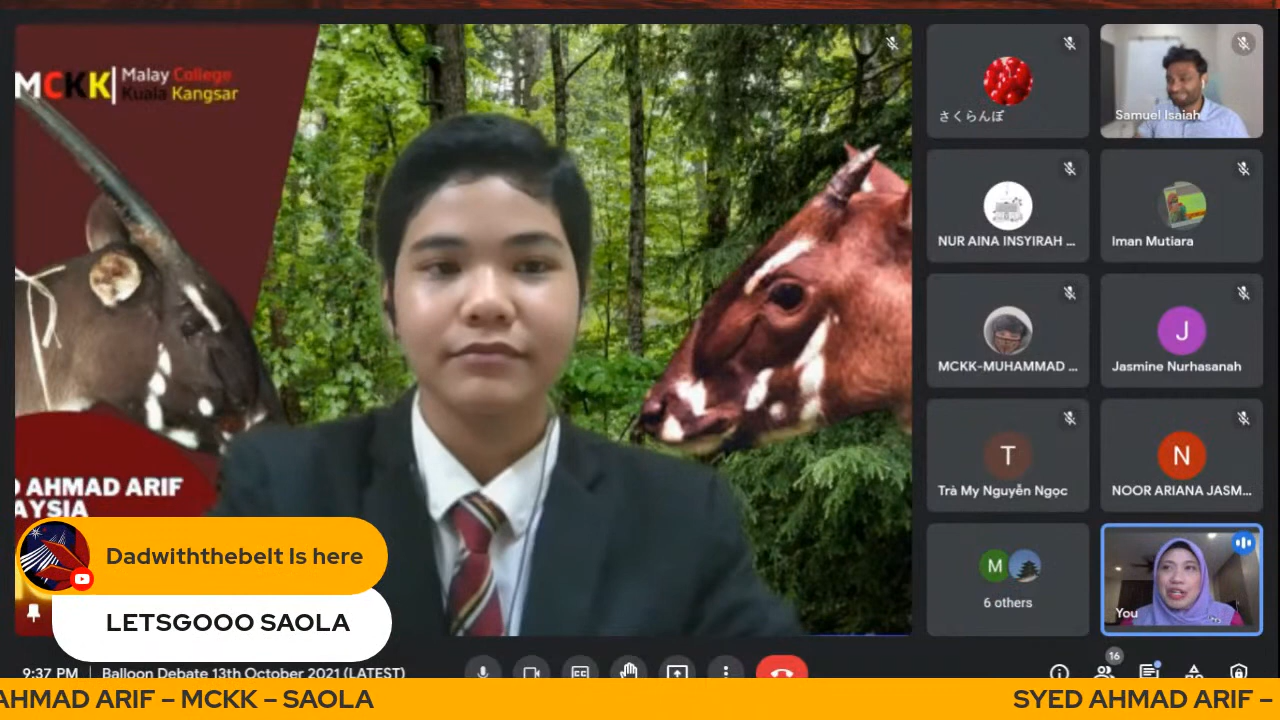 MCKK
Malay College
Kuala Kangsar
D AHMAD ARIF
AYSIA
Dadwiththebelt Is here
LETSGOOO SAOLA
さくらんぼ
Samuel Isaiah
NUR AINA INSYIRAH ...
Iman Mutiara
MCKK-MUHAMMAD ...
Jasmine Nurhasanah
J
T
Trà My Nguyễn Ngọc
N
NOOR ARIANA JASM...
M
6 others
You
9:37 PM
Balloon Debate 13th October 2021 (LATEST)
CC
16
AHMAD ARIF – MCKK – SAOLA
SYED AHMAD ARIF –